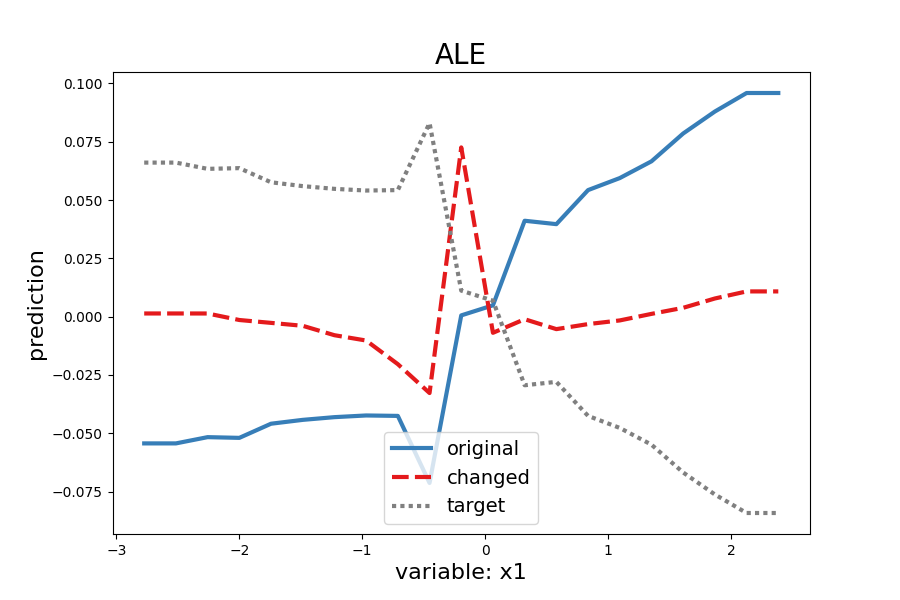 ALE
0.100
0.075
0.050
0.025
0.000
−0.025
−0.050
−0.075
prediction
original
changed
target
−3 −2 −1 0 1 2
variable: x1